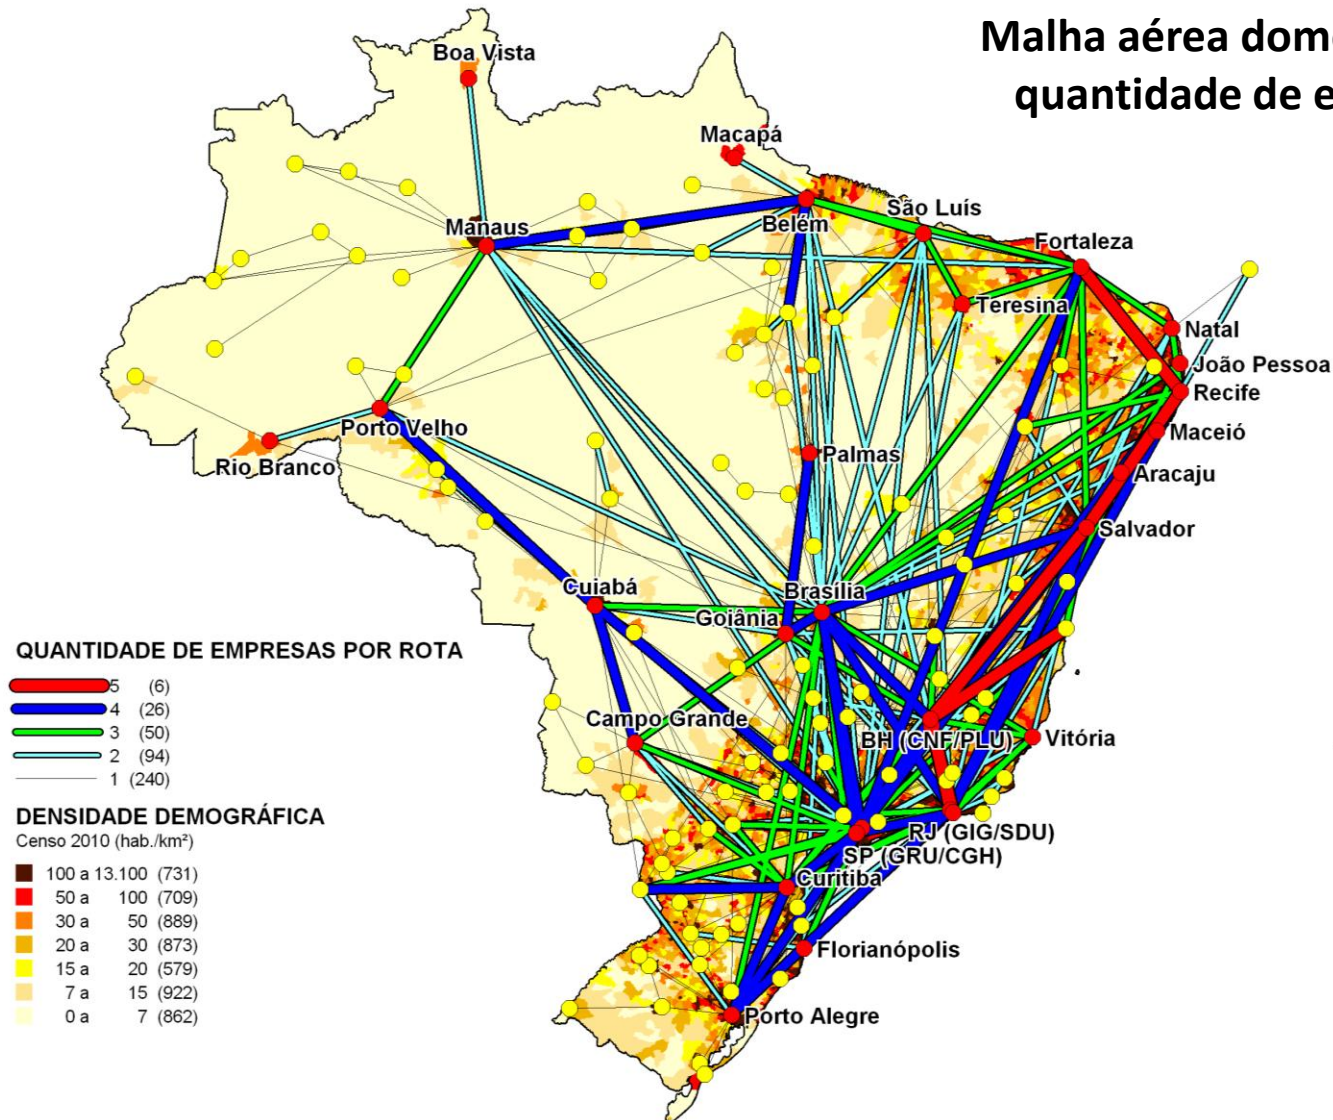 Malha aérea dom
quantidade de e
Boa Vista
Macapá
São Luís
Manaus
Belém
Fortaleza
Teresina
Natal
João Pessoa
Recife
Porto Velho
Maceió
Palmas
Rio Branco
Aracaju
Salvador
Cuiabá
Brasília
Goiânia
QUANTIDADE DE EMPRESAS POR ROTA
5 (6)
4 (26)
3 (50)
2 (94)
1 (240)
Campo Grande
BH (CNF/PLU)
Vitória
DENSIDADE DEMOGRÁFICA
Censo 2010 (hab./km²)
RJ (GIG/SDU)
SP (GRU/CGH)
100 a 13.100 (731)
50 a 100 (709)
30 a 50 (889)
20 a 30 (873)
15 a 20 (579)
7 a 15 (922)
0 a 7 (862)
Curitiba
Florianópolis
Porto Alegre